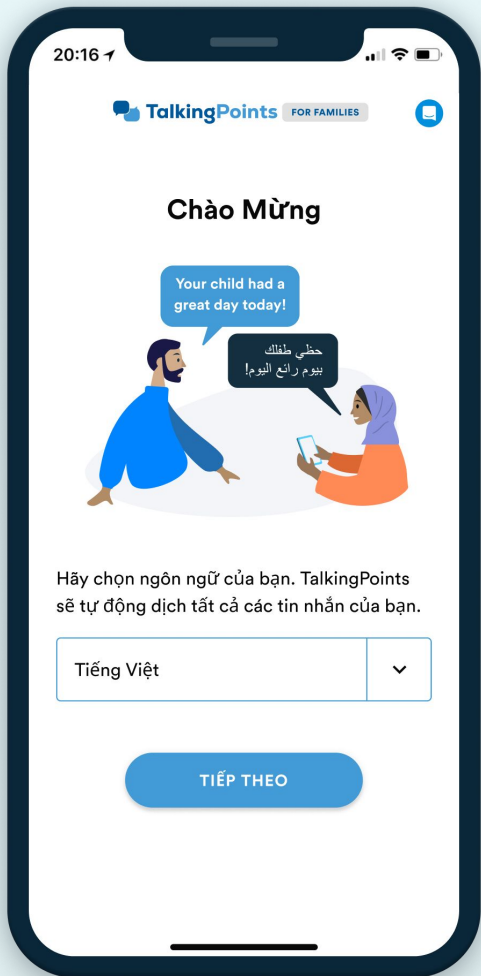 20:16
TalkingPoints FOR FAMILIES
Chào Mừng
Your child had a
great day today!
حظي طفلك
بيوم رائع اليوم!
Hãy chọn ngôn ngữ của bạn. TalkingPoints
sẽ tự động dịch tất cả các tin nhắn của bạn.
Tiếng Việt
TIẾP THEO